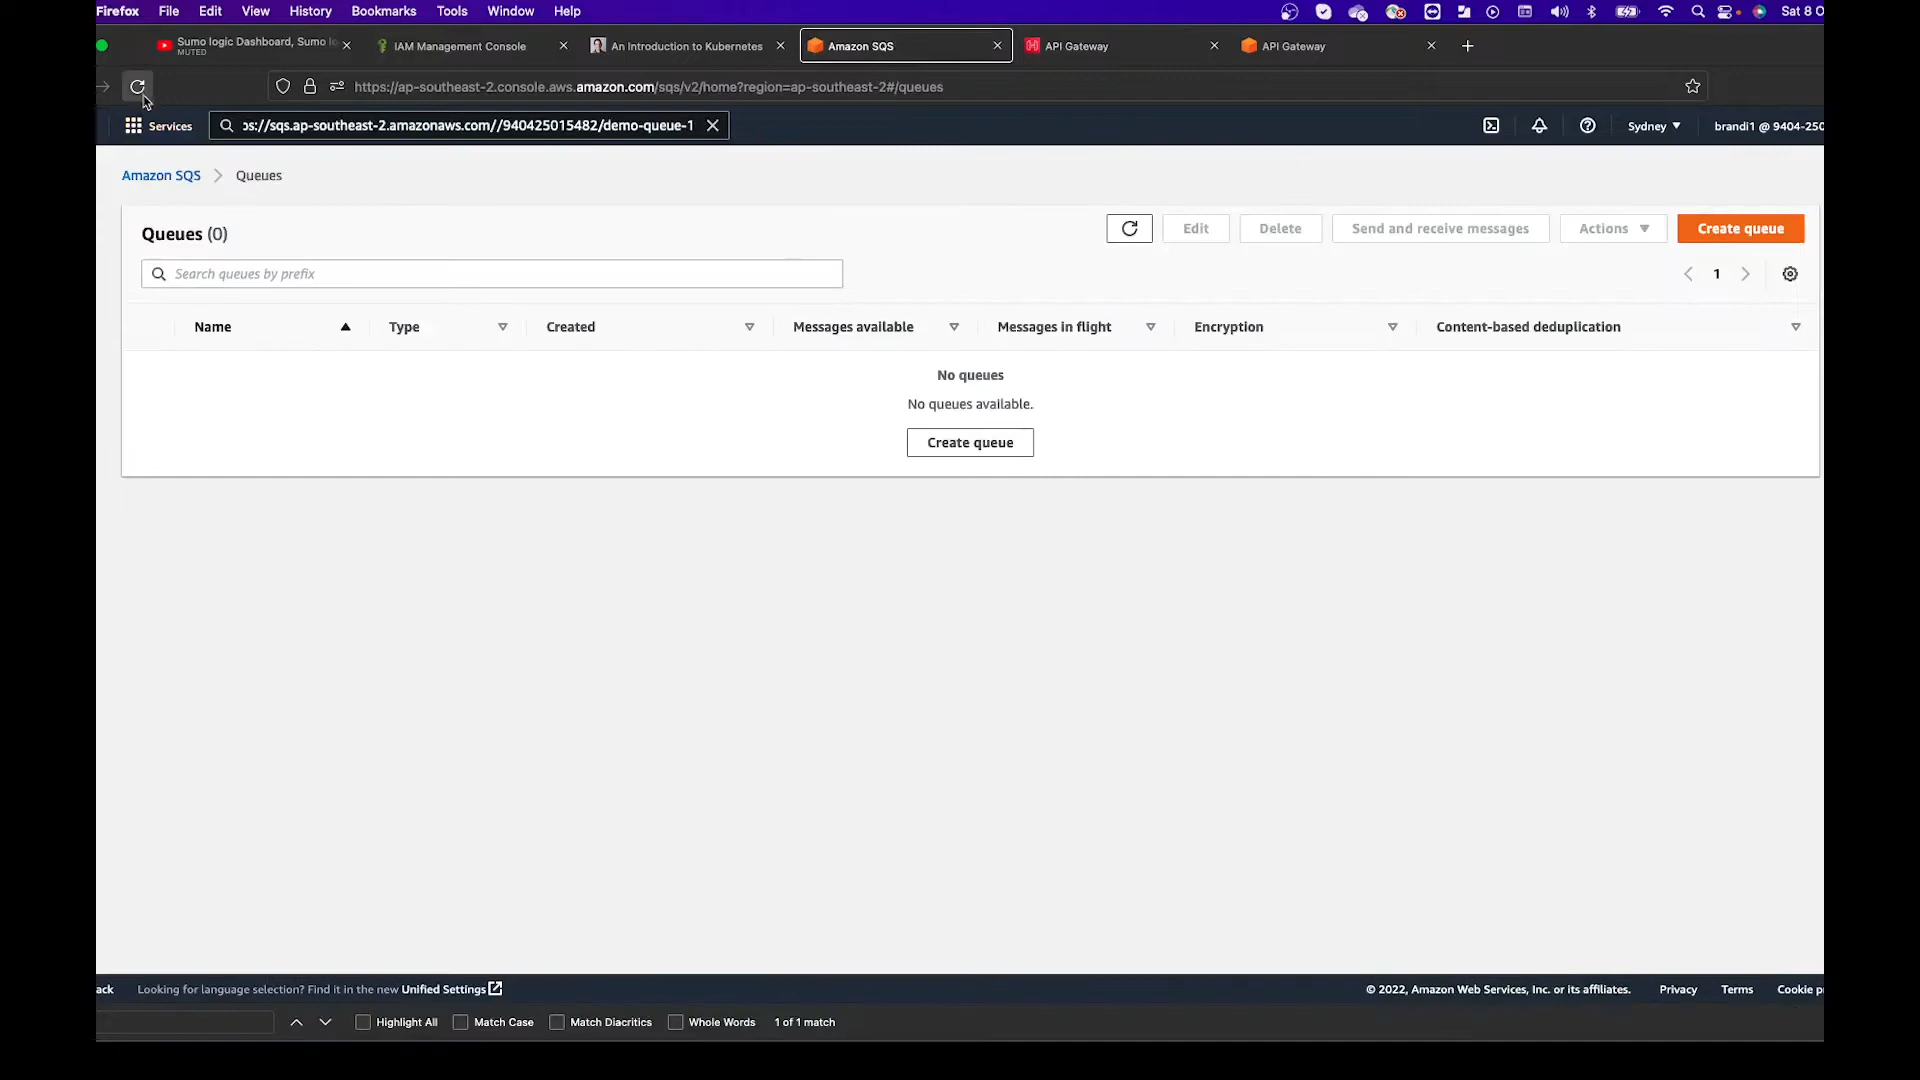 Firefox File Edit View History Bookmarks Tools Window Help Sat 8 O
Sumo logic Dashboard, Sumo lo
MUTED
IAM Management Console
An Introduction to Kubernetes
Amazon SQS
API Gateway
API Gateway
https://ap-southeast-2.console.aws.amazon.com/sqs/v2/home?region=ap-southeast-2#/queues
Services
os://sqs.ap-southeast-2.amazonaws.com//940425015482/demo-queue-1
Sydney
brandi1 @ 9404-250
Amazon SQS Queues
Queues (0)
Edit Delete Send and receive messages Actions Create queue
Search queues by prefix
1
Name Type Created Messages available Messages in flight Encryption Content-based deduplication
No queues
No queues available.
Create queue
ack Looking for language selection? Find it in the new Unified Settings © 2022, Amazon Web Services, Inc. or its affiliates. Privacy Terms Cookie p
Highlight All Match Case Match Diacritics Whole Words 1 of 1 match